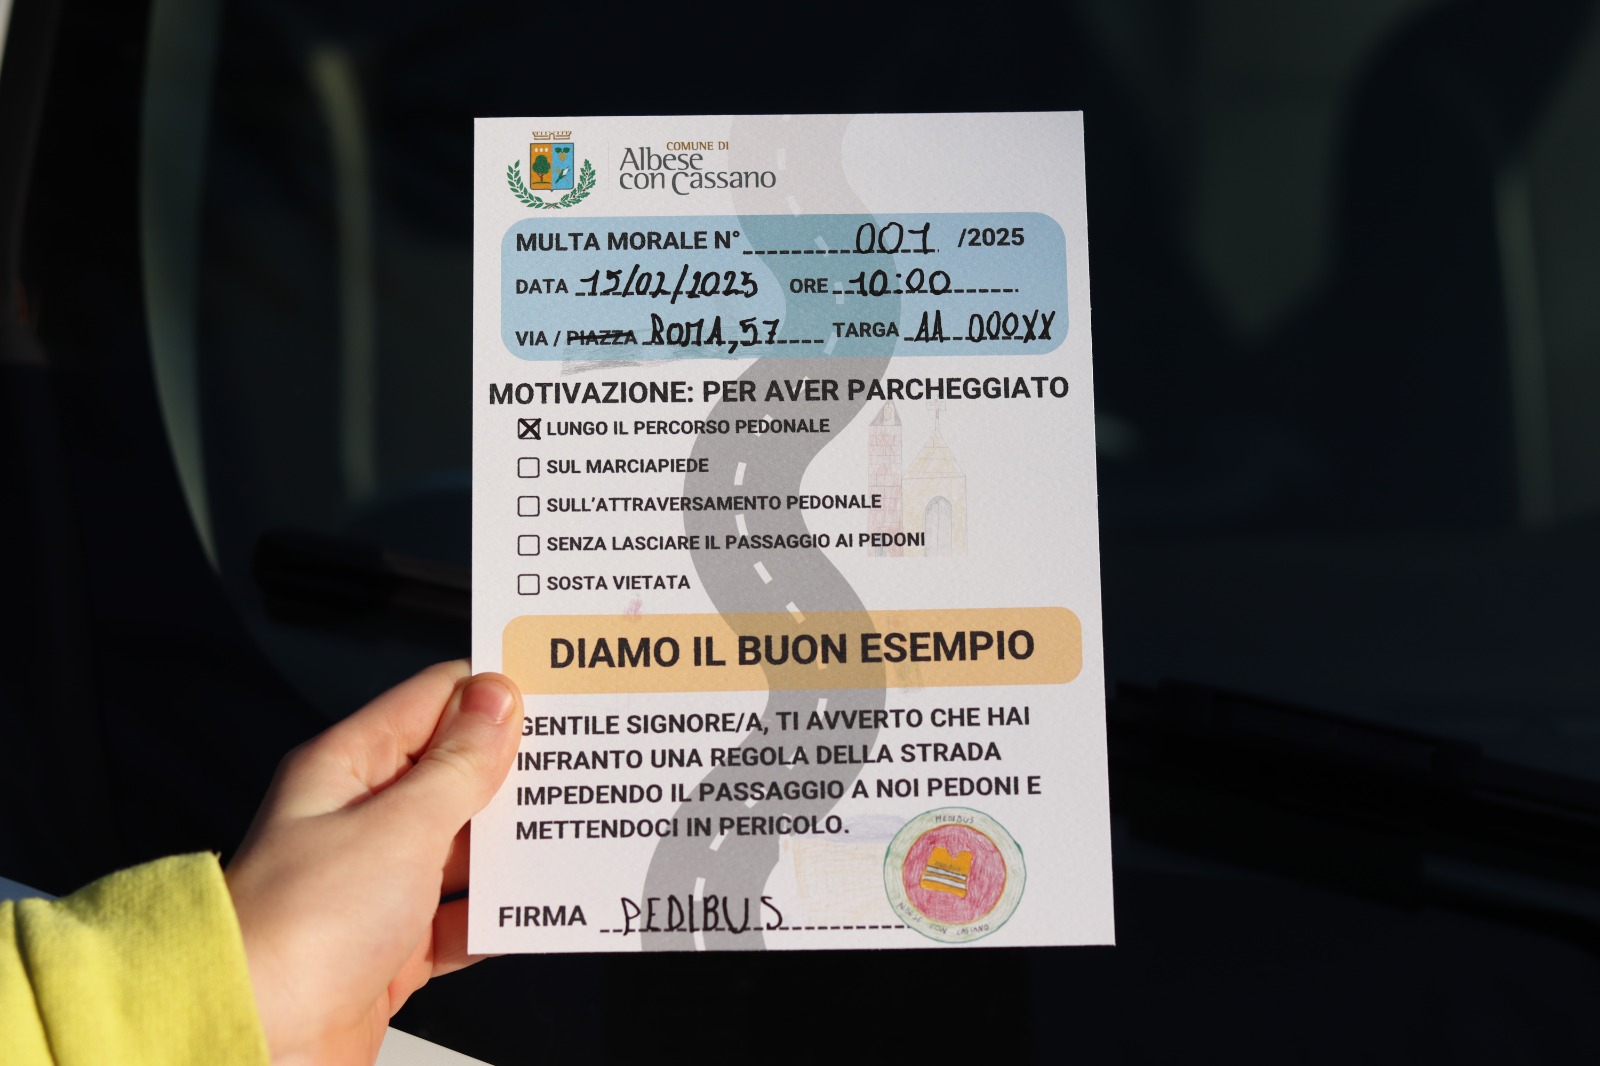 COMUNE DI
Albese
con Cassano
MULTA MORALE N° 001 /2025
DATA 15/02/2025 ORE 10:00
VIA / PIAZZA ROMA, 57 TARGA AA 000XX
MOTIVAZIONE: PER AVER PARCHEGGIATO
LUNGO IL PERCORSO PEDONALE
SUL MARCIAPIEDE
SULL'ATTRAVERSAMENTO PEDONALE
SENZA LASCIARE IL PASSAGGIO AI PEDONI
SOSTA VIETATA
DIAMO IL BUON ESEMPIO
GENTILE SIGNORE/A, TI AVVERTO CHE HAI
INFRANTO UNA REGOLA DELLA STRADA
IMPEDENDO IL PASSAGGIO A NOI PEDONI E
METTENDOCI IN PERICOLO.
PEDIBUS
ALBESE CON CASSANO
FIRMA PEDIBUS